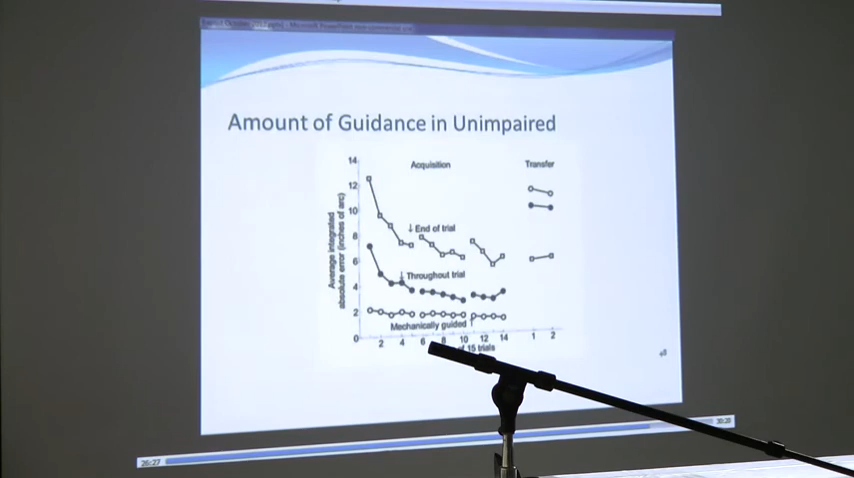 Amount of Guidance in Unimpaired
14
Acquisition
Transfer
12
10
8
6
4
2
0
Average integrated
absolute error (inches of arc)
End of trial
Throughout trial
Mechanically guided
2 4 6 8 10 12 14 1 2
of 15 trials
26:27
30:20